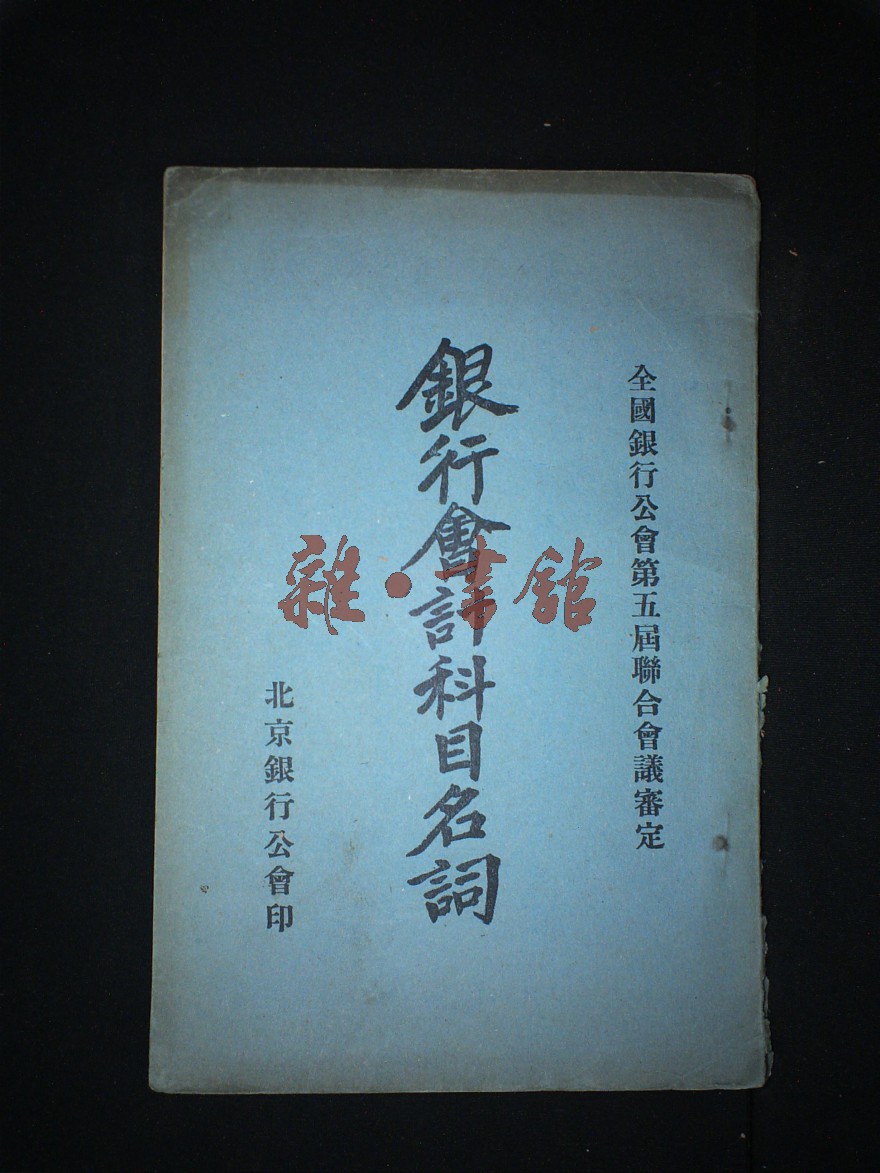 全國銀行公會第五屆聯合會議審定
銀行會計科目名詞
北京銀行公會印
雜·書館